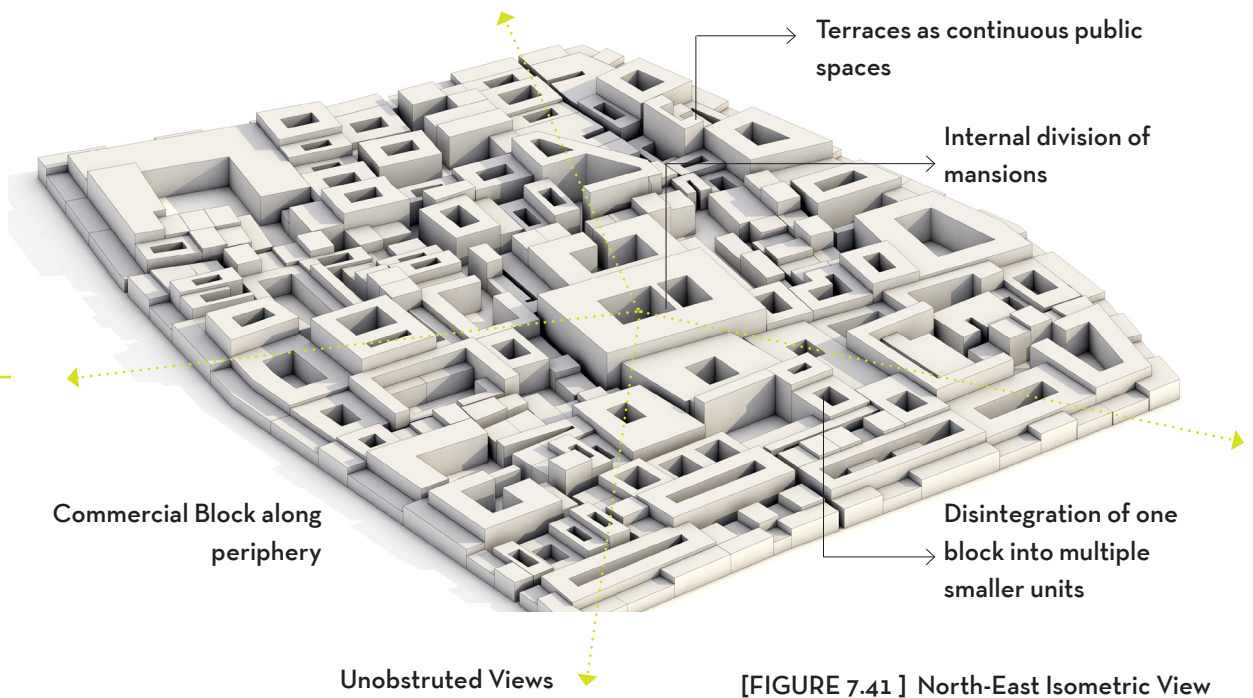 Terraces as continuous public
spaces
Internal division of
mansions
Commercial Block along
periphery
Disintegration of one
block into multiple
smaller units
Unobstruted Views
[FIGURE 7.41 ] North-East Isometric View